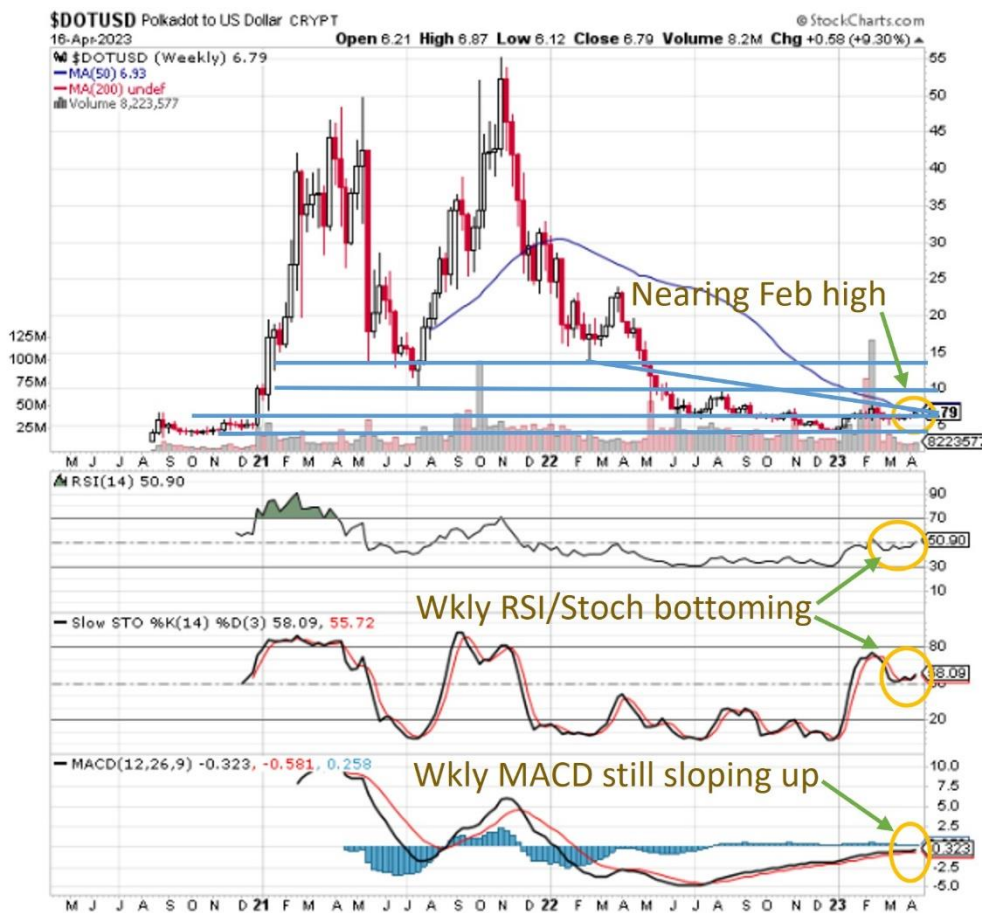 $DOTUSD Polkadot to US Dollar CRYPT © StockCharts.com
16-Apr-2023 Open 6.21 High 6.87 Low 6.12 Close 6.79 Volume 8.2M Chg +0.58 (+9.30%)
$DOTUSD (Weekly) 6.79
MA(50) 6.93
MA(200) undef
Volume 8,223,577
55
50
45
40
35
30
25
20
15
10
5
125M
100M
75M
50M
25M
Nearing Feb high
.79
8223577
M J J A S O N D 21 F M A M J J A S O N D 22 F M A M J J A S O N D 23 F M A
RSI(14) 50.90
90
70
50.90
30
10
Wkly RSI/Stoch bottoming
Slow STO %K(14) %D(3) 58.09, 55.72
80
58.09
20
MACD(12,26,9) -0.323, -0.581, 0.258
Wkly MACD still sloping up
10.0
7.5
5.0
2.5
0.323
-2.5
-5.0
M J J A S O N D 21 F M A M J J A S O N D 22 F M A M J J A S O N D 23 F M A